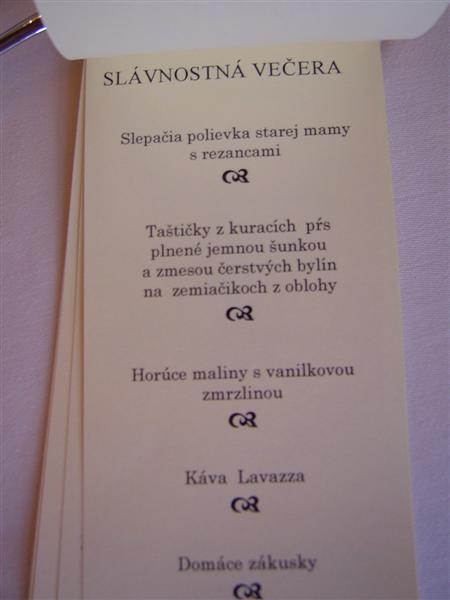 SLÁVNOSTNÁ VEČERA
Slepačia polievka starej mamy
s rezancami
Taštičky z kuracích pŕs
plnené jemnou šunkou
a zmesou čerstvých bylín
na zemiačikoch z oblohy
Horúce maliny s vanilkovou
zmrzlinou
Káva Lavazza
Domáce zákusky